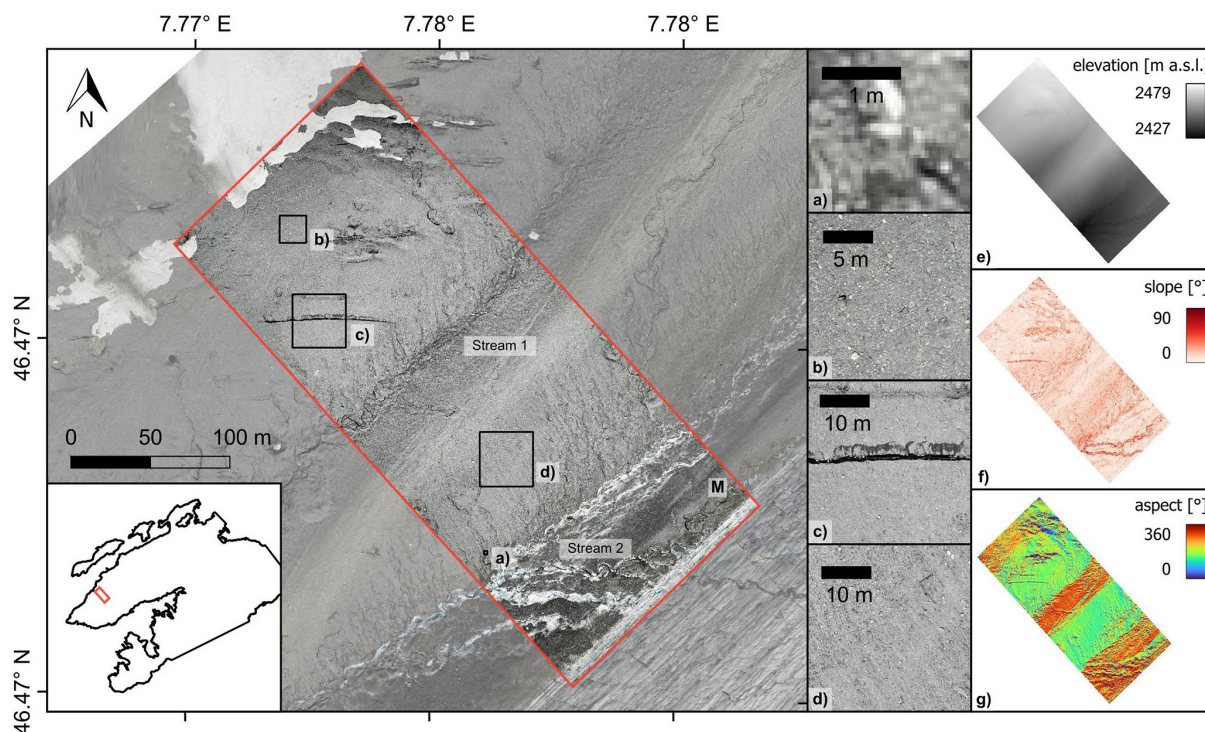 7.77° E
7.78° E
7.78° E
N
46.47° N
46.47° N
b)
c)
Stream 1
d)
a)
Stream 2
M
0 50 100 m
1 m
a)
5 m
b)
10 m
c)
10 m
d)
elevation [m a.s.l.]
2479
2427
e)
slope [°]
90
0
f)
aspect [°]
360
0
g)